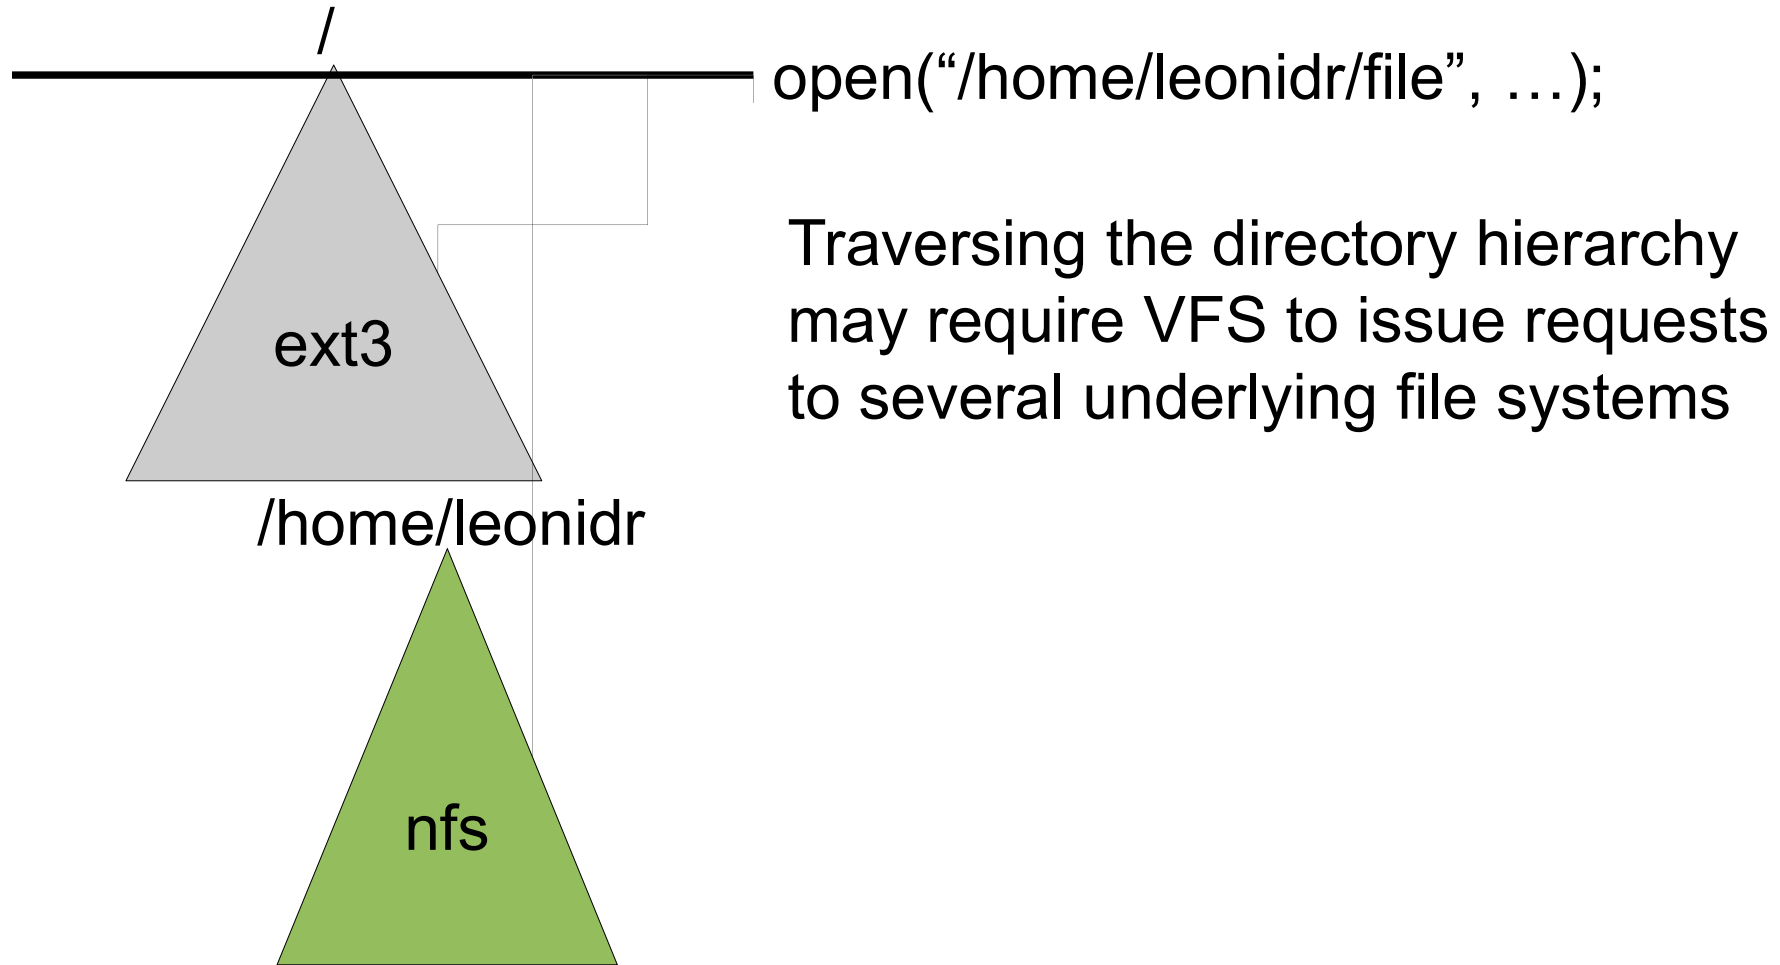 /
open(“/home/leonidr/file”, …);
Traversing the directory hierarchy
may require VFS to issue requests
to several underlying file systems
ext3
/home/leonidr
nfs